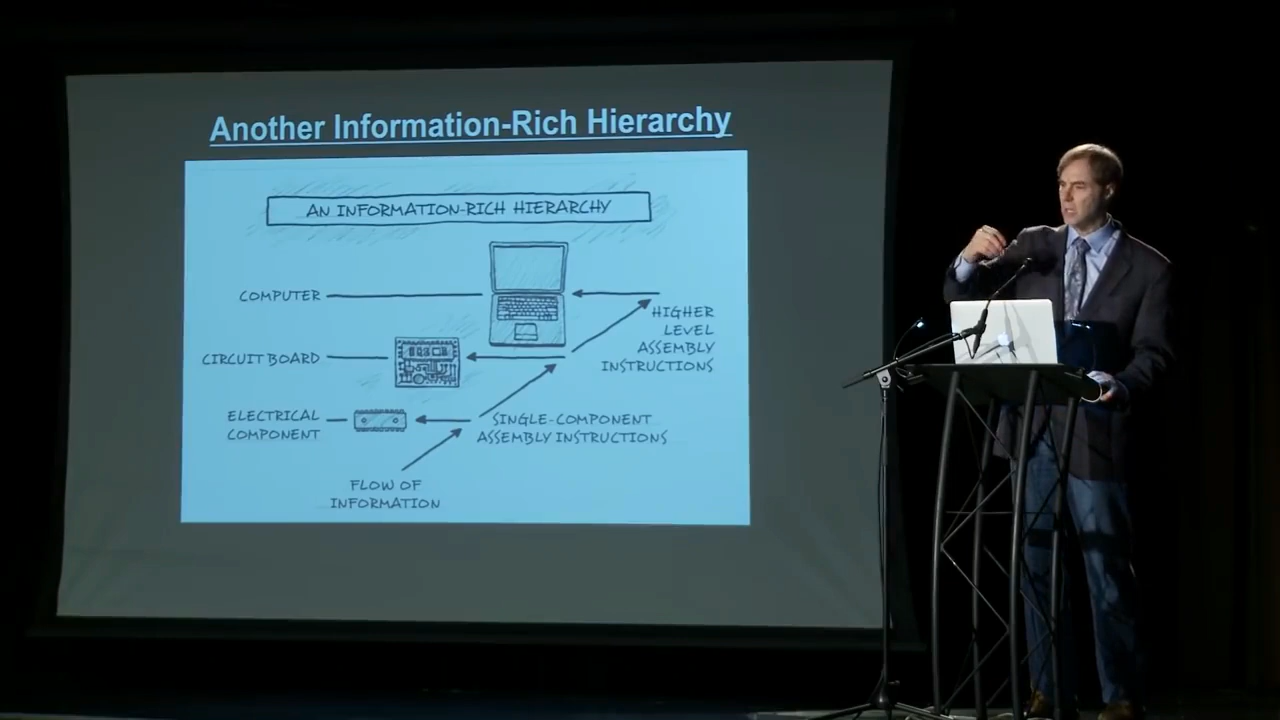 Another Information-Rich Hierarchy
AN INFORMATION-RICH HIERARCHY
COMPUTER
HIGHER
LEVEL
ASSEMBLY
INSTRUCTIONS
CIRCUIT BOARD
ELECTRICAL
COMPONENT
SINGLE-COMPONENT
ASSEMBLY INSTRUCTIONS
FLOW OF
INFORMATION